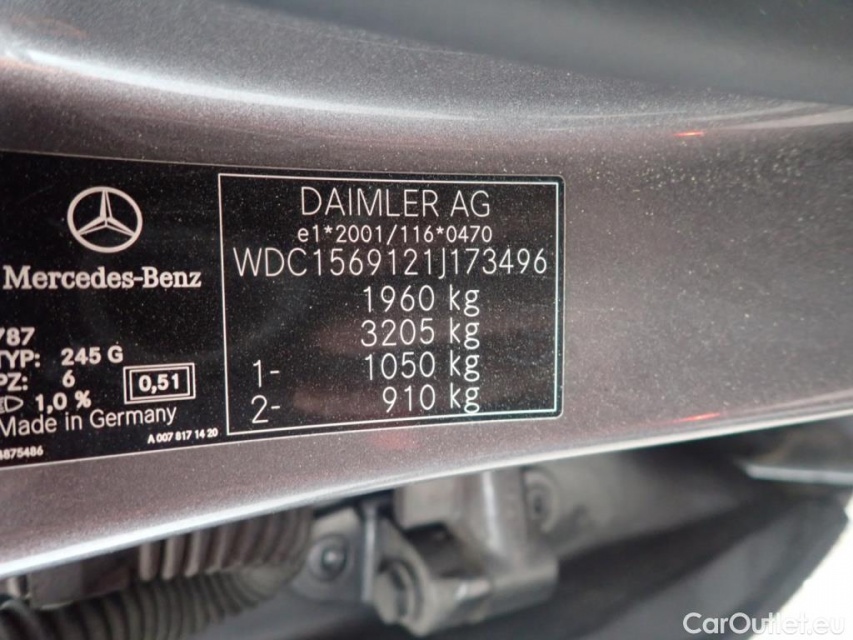 Mercedes-Benz
787
TYP: 245 G
PZ: 6
0,51
1,0 %
Made in Germany
A 007 817 14 20
4875486
DAIMLER AG
e1*2001/116*0470
WDC1569121J173496
1960 kg
3205 kg
1- 1050 kg
2- 910 kg
CarOutlet.eu